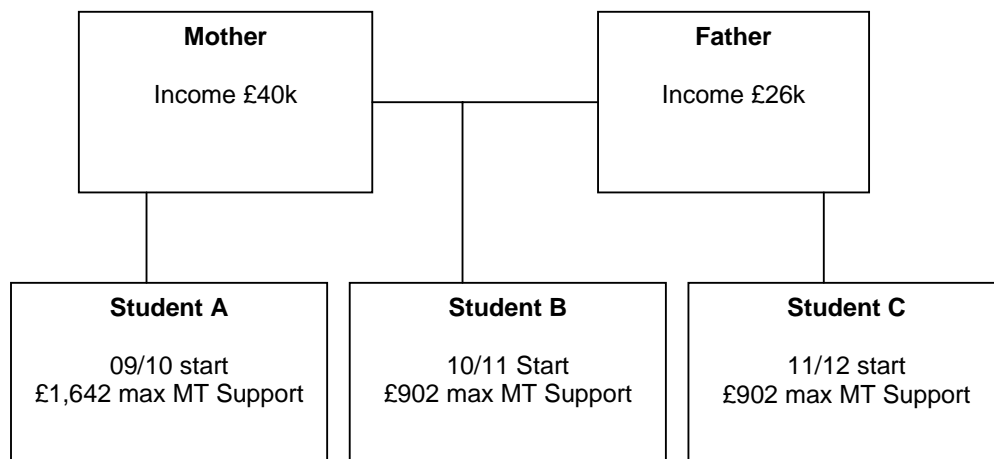 Mother
Income £40k
Father
Income £26k
Student A
09/10 start
£1,642 max MT Support
Student B
10/11 Start
£902 max MT Support
Student C
11/12 start
£902 max MT Support